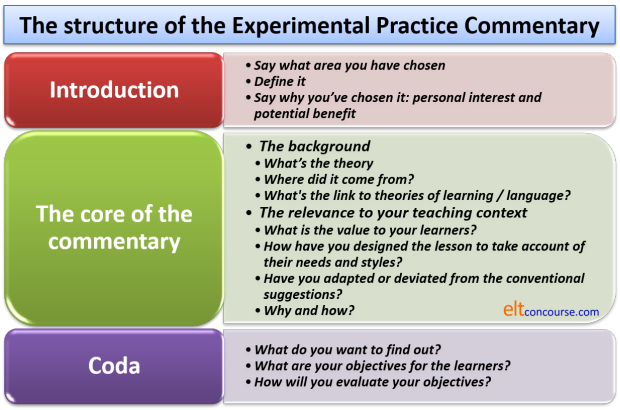 The structure of the Experimental Practice Commentary
Introduction
• Say what area you have chosen
• Define it
• Say why you've chosen it: personal interest and
potential benefit
The core of the
commentary
• The background
• What's the theory
• Where did it come from?
• What's the link to theories of learning / language?
• The relevance to your teaching context
• What is the value to your learners?
• How have you designed the lesson to take account of
their needs and styles?
• Have you adapted or deviated from the conventional
suggestions?
• Why and how?
eltconcourse.com
Coda
• What do you want to find out?
• What are your objectives for the learners?
• How will you evaluate your objectives?